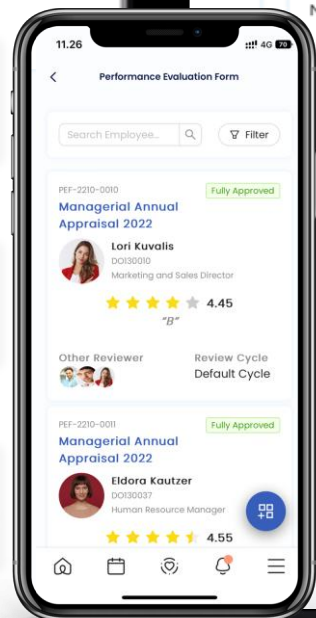 N
11.26
4G 70
Performance Evaluation Form
Search Employee..
Filter
PEF-2210-0010
Fully Approved
Managerial Annual
Appraisal 2022
Lori Kuvalis
DO130010
Marketing and Sales Director
4.45
"B"
Other Reviewer
Review Cycle
Default Cycle
PEF-2210-0011
Fully Approved
Managerial Annual
Appraisal 2022
Eldora Kautzer
DO130037
Human Resource Manager
4.55